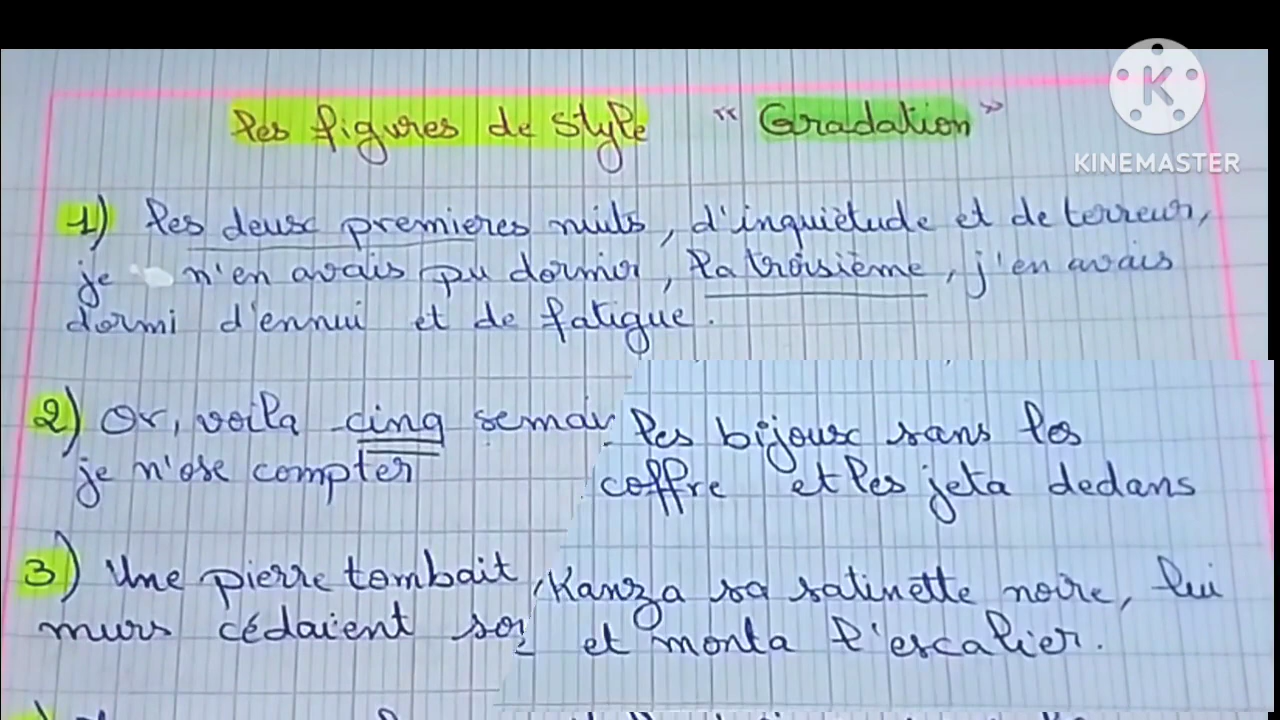 Les figures de style " Gradation "
KINEMASTER
1) Les deux premieres nuits, d'inquiètude et de terreur,
je n'en avais pu dormir, la troisième, j'en avais
dormi d'ennui et de fatigue.
2) Or, voila cinq semai
je n'ose compter
les bijoux sans les
coffre et les jeta dedans
3) Une pierre tombait,
murs cédaient so
Kanza sa satinette noire, lui
et monta l'escalier.